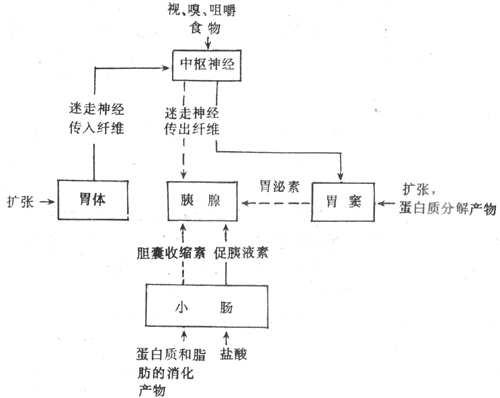 视、嗅、咀嚼
食物
中枢神经
迷走神经
传入纤维
迷走神经
传出纤维
扩张
胃体
胰 腺
胃泌素
胃 窦
扩张，
蛋白质分解产物
胆囊收缩素
促胰液素
小 肠
蛋白质和脂
肪的消化
产物
盐酸